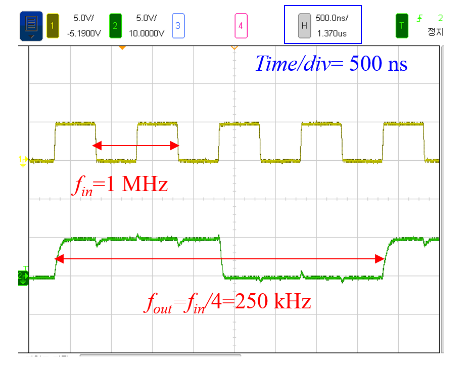 1 5.0V/ -5.1900V 2 5.0V/ 10.0000V 3 4 H 500.0ns/ 1.370us T 2 정지
Time/div= 500 ns
fin=1 MHz
fout=fin/4=250 kHz